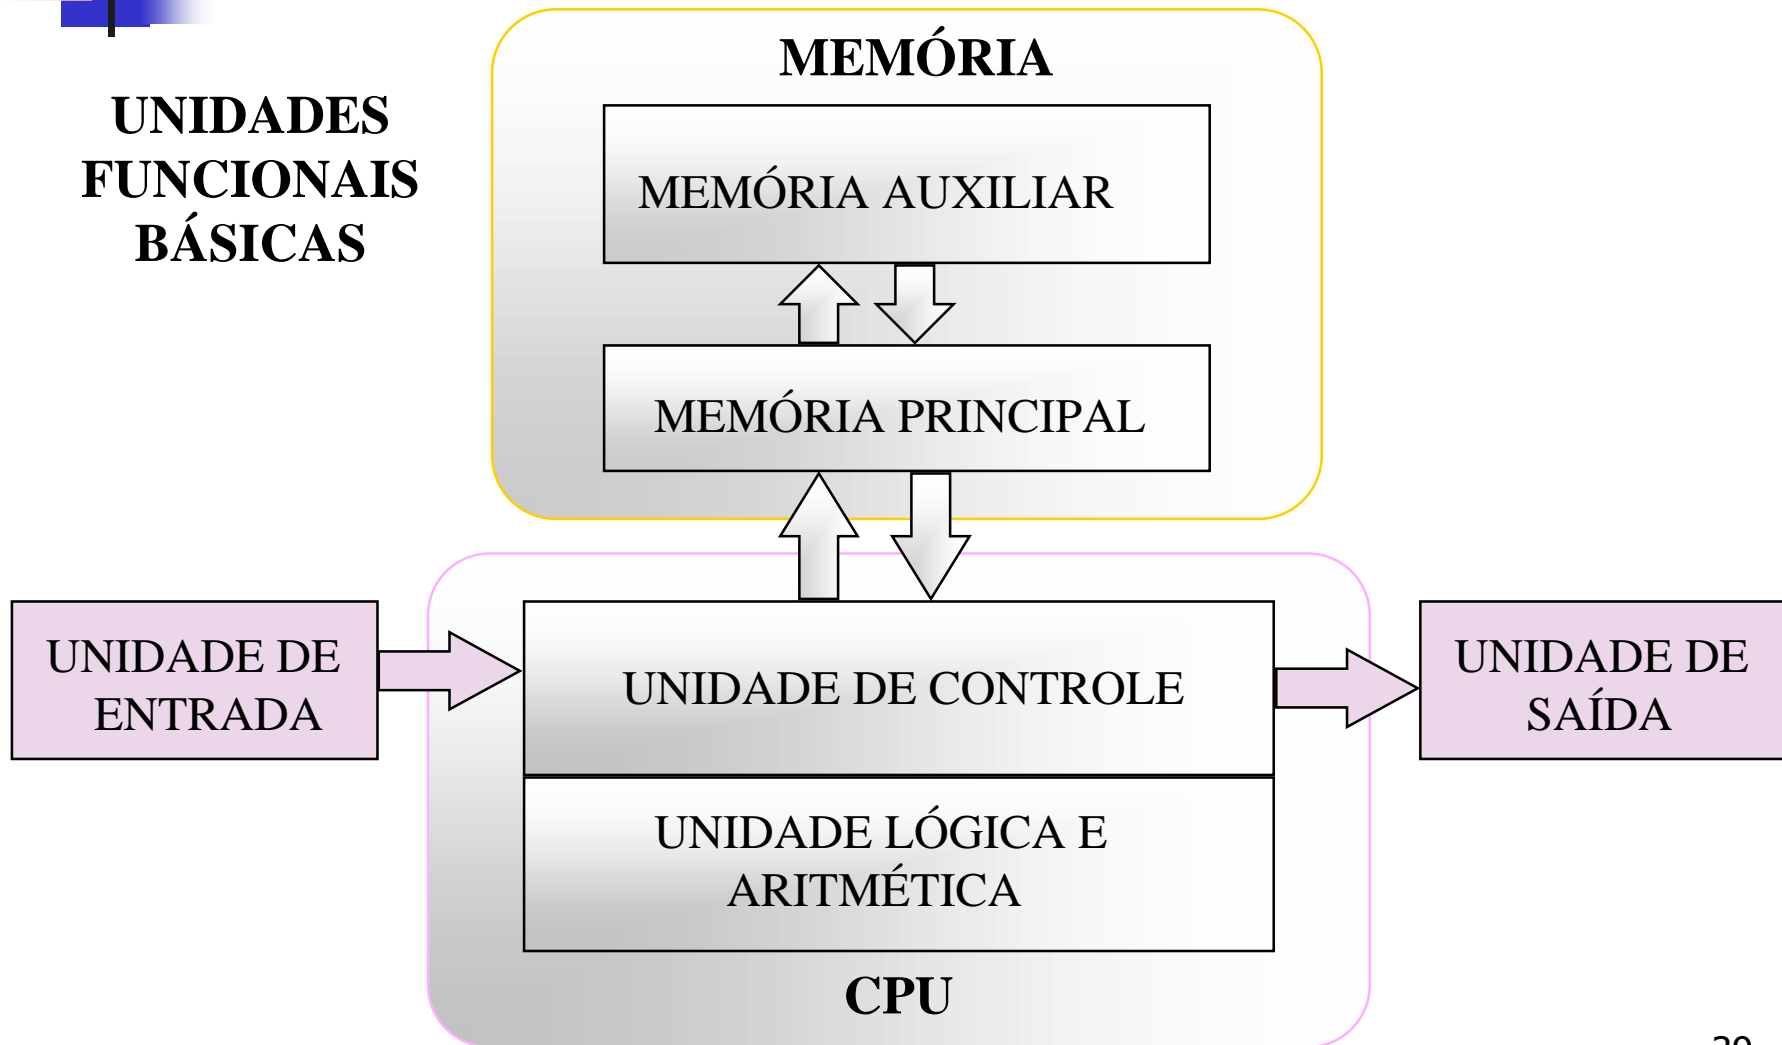 UNIDADES
FUNCIONAIS
BÁSICAS
MEMÓRIA
MEMÓRIA AUXILIAR
MEMÓRIA PRINCIPAL
UNIDADE DE
ENTRADA
UNIDADE DE CONTROLE
UNIDADE LÓGICA E
ARITMÉTICA
CPU
UNIDADE DE
SAÍDA